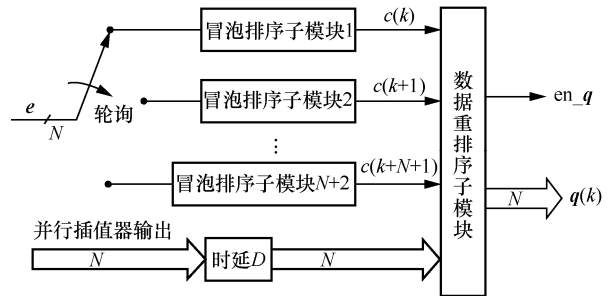 冒泡排序子模块1
c(k)
e
N
轮询
冒泡排序子模块2
c(k+1)
⋮
冒泡排序子模块N+2
c(k+N+1)
数据重排序子模块
en_q
N
q(k)
并行插值器输出
N
时延D
N